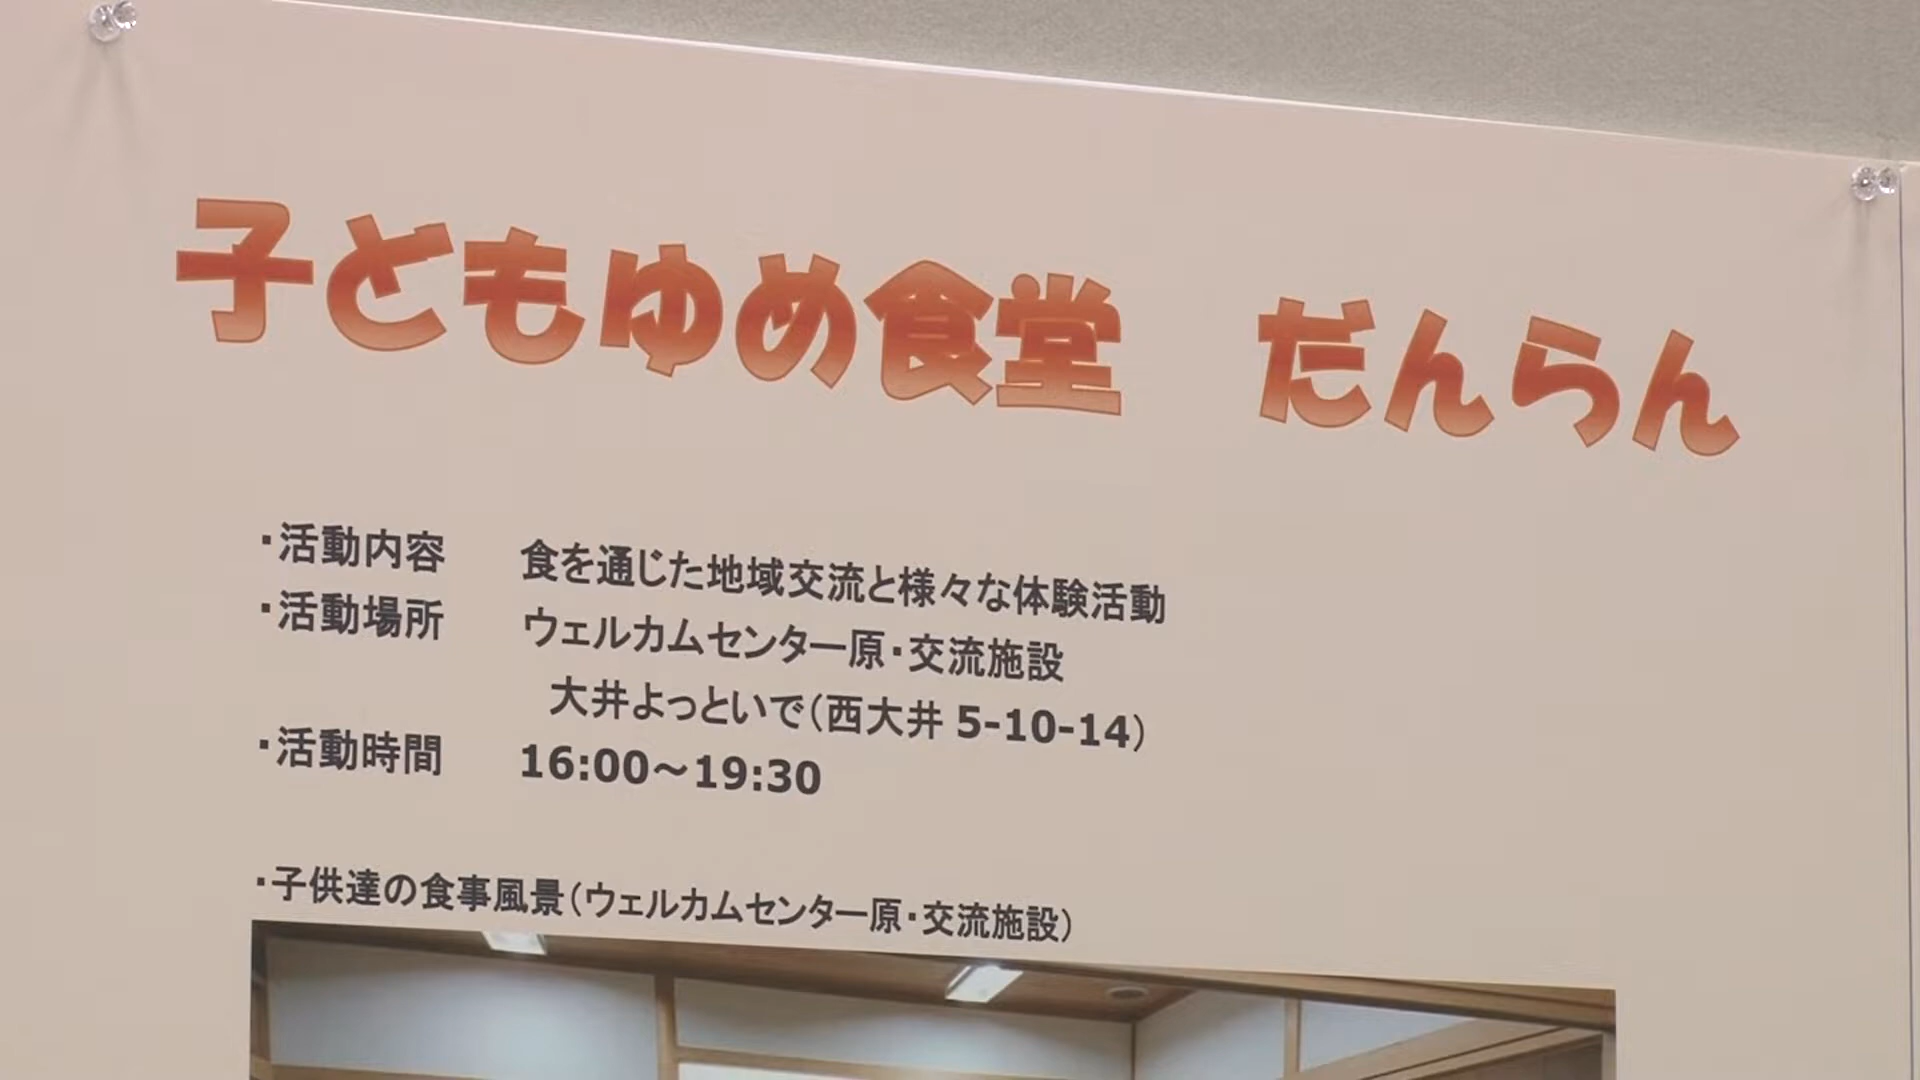 子どもゆめ食堂　だんらん
・活動内容　食を通じた地域交流と様々な体験活動
・活動場所　ウェルカムセンター原・交流施設
大井よっといで（西大井 5-10-14）
・活動時間　16:00～19:30
・子供達の食事風景（ウェルカムセンター原・交流施設）